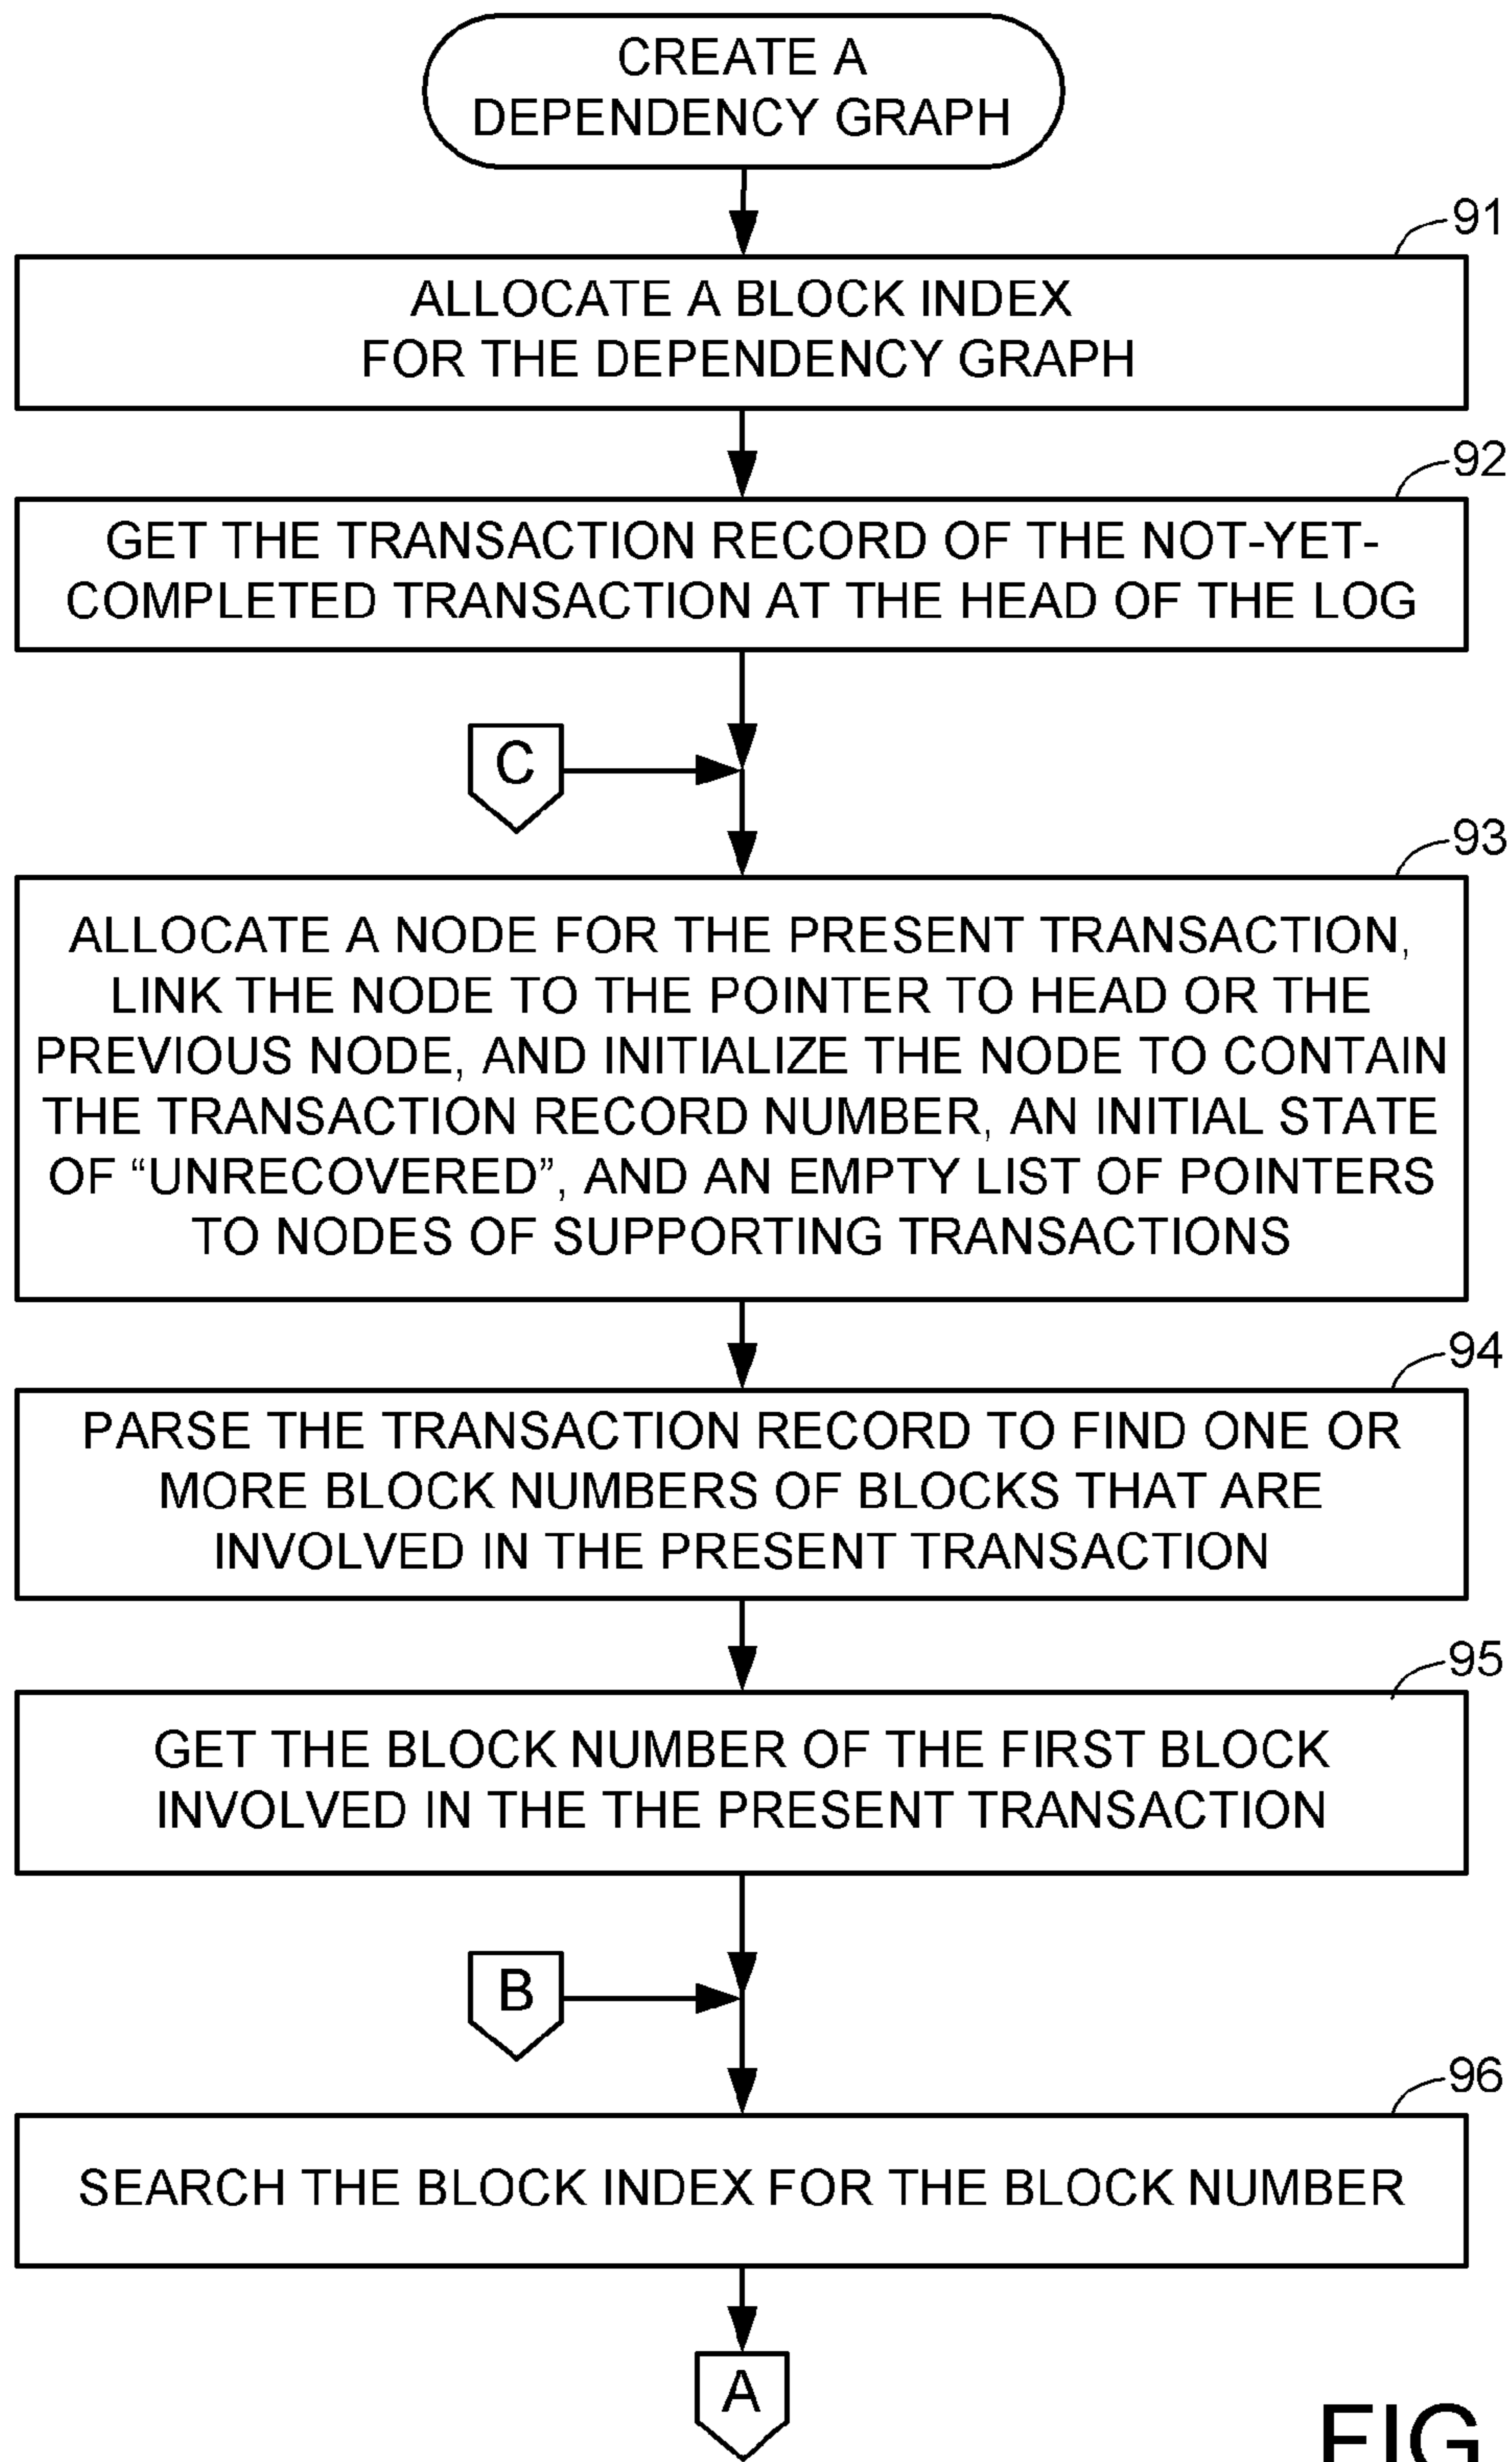 CREATE A
DEPENDENCY GRAPH
91
ALLOCATE A BLOCK INDEX
FOR THE DEPENDENCY GRAPH
92
GET THE TRANSACTION RECORD OF THE NOT-YET-
COMPLETED TRANSACTION AT THE HEAD OF THE LOG
C
93
ALLOCATE A NODE FOR THE PRESENT TRANSACTION,
LINK THE NODE TO THE POINTER TO HEAD OR THE
PREVIOUS NODE, AND INITIALIZE THE NODE TO CONTAIN
THE TRANSACTION RECORD NUMBER, AN INITIAL STATE
OF “UNRECOVERED”, AND AN EMPTY LIST OF POINTERS
TO NODES OF SUPPORTING TRANSACTIONS
94
PARSE THE TRANSACTION RECORD TO FIND ONE OR
MORE BLOCK NUMBERS OF BLOCKS THAT ARE
INVOLVED IN THE PRESENT TRANSACTION
95
GET THE BLOCK NUMBER OF THE FIRST BLOCK
INVOLVED IN THE THE PRESENT TRANSACTION
B
96
SEARCH THE BLOCK INDEX FOR THE BLOCK NUMBER
A
FIG